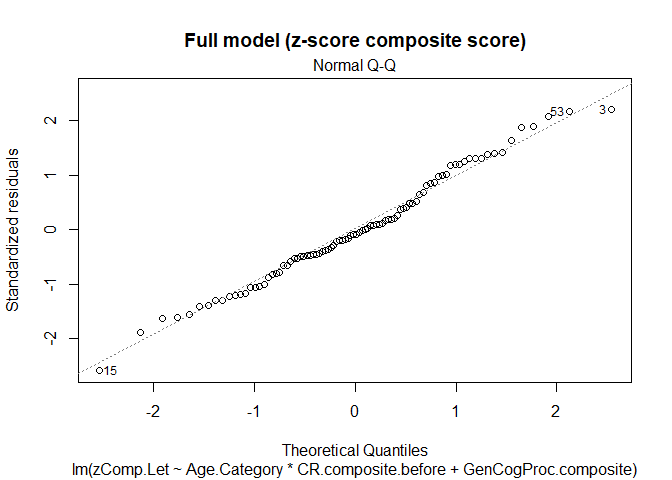 Full model (z-score composite score)
Normal Q-Q
53
3
15
Standardized residuals
2
1
0
-1
-2
-2
-1
0
1
2
Theoretical Quantiles
lm(zComp.Let ~ Age.Category * CR.composite.before + GenCogProc.composite)